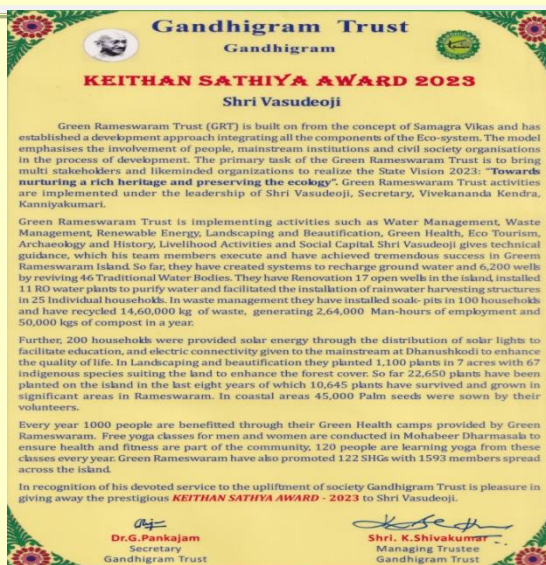 Gandhigram Trust
Gandhigram
KEITHAN SATHIYA AWARD 2023
Shri Vasudeoji
Green Rameswaram Trust (GRT) is built on from the concept of Samagra Vikas and has
established a development approach integrating all the components of the Eco-system. The model
emphasises the involvement of people, mainstream institutions and civil society organisations
in the process of development. The primary task of the Green Rameswaram Trust is to bring
multi stakeholders and likeminded organizations to realize the State Vision 2023: "Towards
nurturing a rich heritage and preserving the ecology". Green Rameswaram Trust activities
are implemented under the leadership of Shri Vasudeoji, Secretary, Vivekananda Kendra,
Kanniyakumari.
Green Rameswaram Trust is implementing activities such as Water Management, Waste
Management, Renewable Energy, Landscaping and Beautification, Green Health, Eco Tourism,
Archaeology and History, Livelihood Activities and Social Capital. Shri Vasudeoji gives technical
guidance, which his team members execute and have achieved tremendous success in Green
Rameswaram Island. So far, they have created systems to recharge ground water and 6,200 wells
by reviving 46 Traditional Water Bodies. They have Renovation 17 open wells in the island, installed
11 RO water plants to purify water and facilitated the installation of rainwater harvesting structures
in 25 Individual households. In waste management they have installed soak- pits in 100 households
and have recycled 14,60,000 kg of waste, generating 2,64,000 Man-hours of employment and
50,000 kgs of compost in a year.
Further, 200 households were provided solar energy through the distribution of solar lights to
facilitate education, and electric connectivity given to the mainstream at Dhanushkodi to enhance
the quality of life. In Landscaping and beautification they planted 1,100 plants in 7 acres with 67
indigenous species suiting the land to enhance the forest cover. So far 22,650 plants have been
planted on the island in the last eight years of which 10,645 plants have survived and grown in
significant areas in Rameswaram. In coastal areas 45,000 Palm seeds were sown by their
volunteers.
Every year 1000 people are benefitted through their Green Health camps provided by Green
Rameswaram. Free yoga classes for men and women are conducted in Mohabeer Dharmasala to
ensure health and fitness are part of the community, 120 people are learning yoga from these
classes every year. Green Rameswaram have also promoted 122 SHGs with 1593 members spread
across the island.
In recognition of his devoted service to the upliftment of society Gandhigram Trust is pleasure in
giving away the prestigious KEITHAN SATHYA AWARD - 2023 to Shri Vasudeoji.
Dr.G.Pankajam
Secretary
Gandhigram Trust
Shri. K.Shivakumar
Managing Trustee
Gandhigram Trust